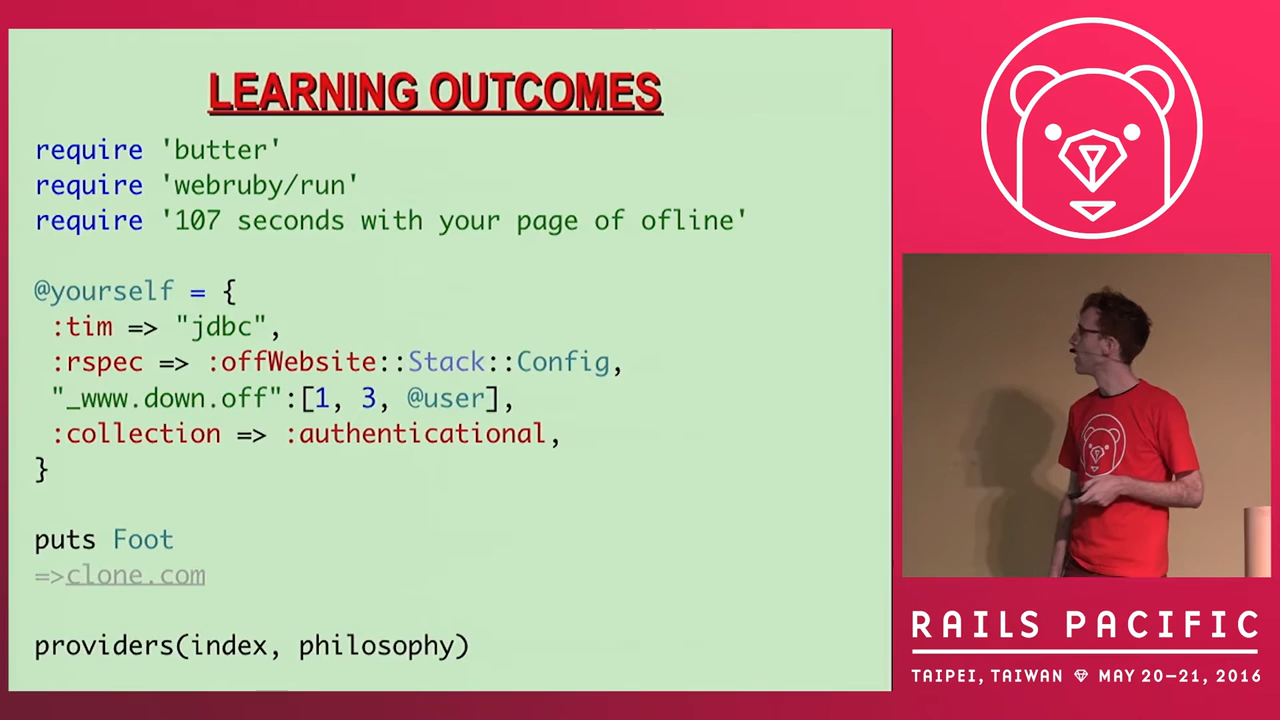 LEARNING OUTCOMES
require 'butter'
require 'webruby/run'
require '107 seconds with your page of ofline'
@yourself = {
:tim => "jdbc",
:rspec => :offWebsite::Stack::Config,
"_www.down.off":[1, 3, @user],
:collection => :authenticational,
}
puts Foot
=>clone.com
providers(index, philosophy)
RAILS PACIFIC
TAIPEI, TAIWAN MAY 20–21, 2016